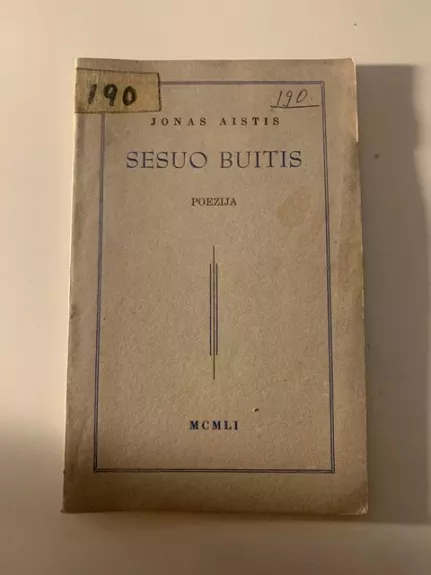 190
190.
JONAS AISTIS
SESUO BUITIS
POEZIJA
MCMLI